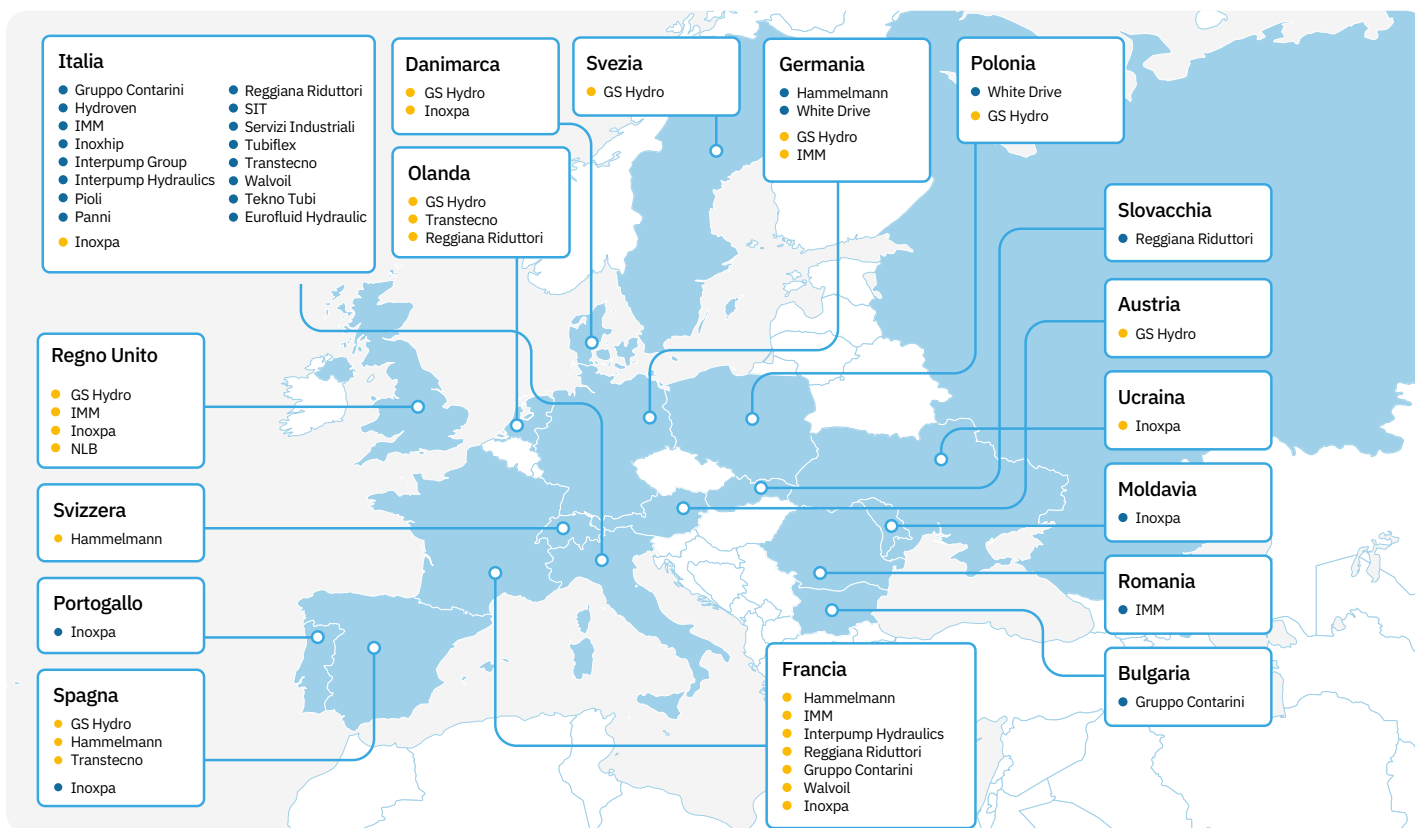 Italia
Gruppo Contarini
Hydroven
IMM
Inoxhip
Interpump Group
Interpump Hydraulics
Pioli
Panni
Inoxpa
Reggiana Riduttori
SIT
Servizi Industriali
Tubiflex
Transtecno
Walvoil
Tekno Tubi
Eurofluid Hydraulic
Danimarca
GS Hydro
Inoxpa
Svezia
GS Hydro
Germania
Hammelmann
White Drive
GS Hydro
IMM
Polonia
White Drive
GS Hydro
Olanda
GS Hydro
Transtecno
Reggiana Riduttori
Slovacchia
Reggiana Riduttori
Austria
GS Hydro
Regno Unito
GS Hydro
IMM
Inoxpa
NLB
Ucraina
Inoxpa
Svizzera
Hammelmann
Moldavia
Inoxpa
Portogallo
Inoxpa
Romania
IMM
Spagna
GS Hydro
Hammelmann
Transtecno
Inoxpa
Francia
Hammelmann
IMM
Interpump Hydraulics
Reggiana Riduttori
Gruppo Contarini
Walvoil
Inoxpa
Bulgaria
Gruppo Contarini